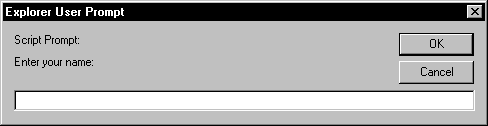 Explorer User Prompt
Script Prompt:
OK
Enter your name:
Cancel